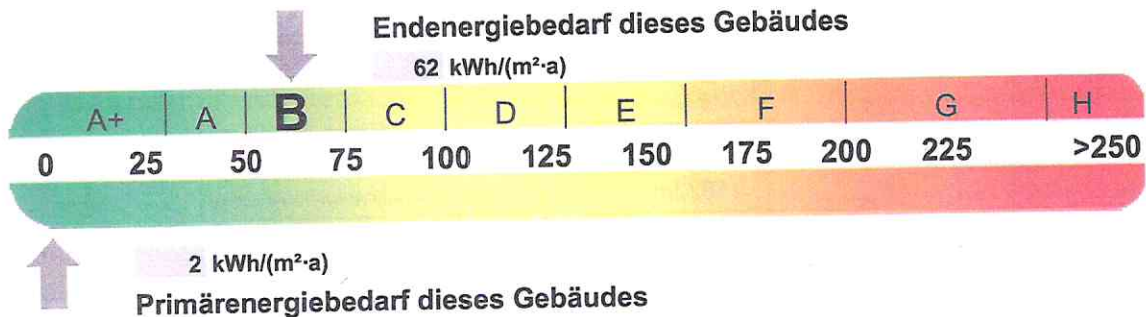 Endenergiebedarf dieses Gebäudes
62 kWh/(m²·a)
A+ A B C D E F G H
0 25 50 75 100 125 150 175 200 225 >250
2 kWh/(m²·a)
Primärenergiebedarf dieses Gebäudes